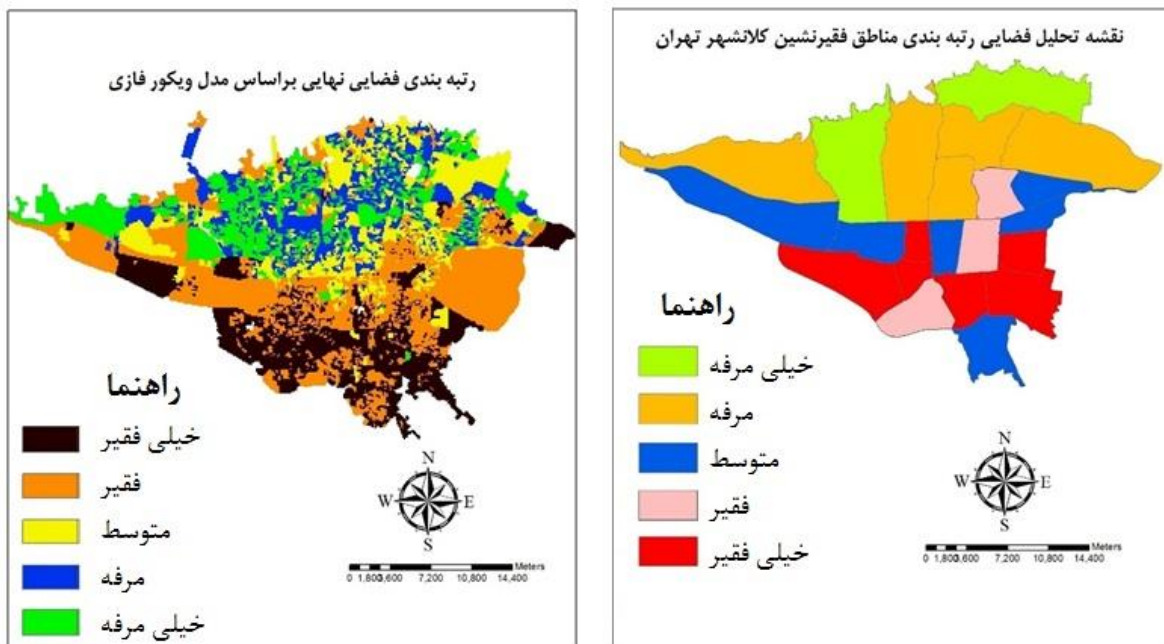 نقشه تحلیل فضایی رتبه بندی مناطق فقیرنشین کلانشهر تهران
راهنما
خیلی مرفه
مرفه
متوسط
فقیر
خیلی فقیر
N
W E
S
Meters
0 1,800 3,600 7,200 10,800 14,400
رتبه بندی فضایی نهایی براساس مدل ویکور فازی
راهنما
خیلی فقیر
فقیر
متوسط
مرفه
خیلی مرفه
N
W E
S
Meters
0 1,800 3,600 7,200 10,800 14,400